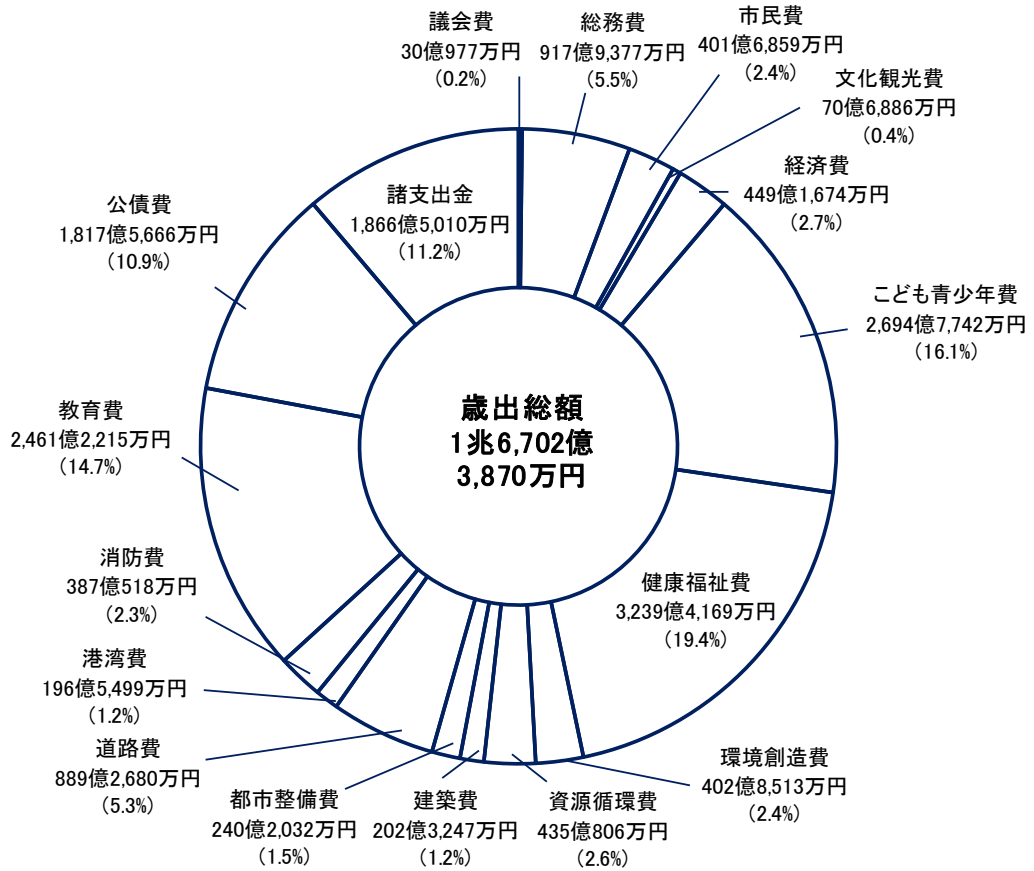 議会費
30億977万円
（0.2%）
総務費
917億9,377万円
（5.5%）
市民費
401億6,859万円
（2.4%）
文化観光費
70億6,886万円
（0.4%）
経済費
449億1,674万円
（2.7%）
こども青少年費
2,694億7,742万円
（16.1%）
健康福祉費
3,239億4,169万円
（19.4%）
環境創造費
402億8,513万円
（2.4%）
資源循環費
435億806万円
（2.6%）
建築費
202億3,247万円
（1.2%）
都市整備費
240億2,032万円
（1.5%）
道路費
889億2,680万円
（5.3%）
港湾費
196億5,499万円
（1.2%）
消防費
387億518万円
（2.3%）
教育費
2,461億2,215万円
（14.7%）
公債費
1,817億5,666万円
（10.9%）
諸支出金
1,866億5,010万円
（11.2%）
歳出総額
1兆6,702億
3,870万円